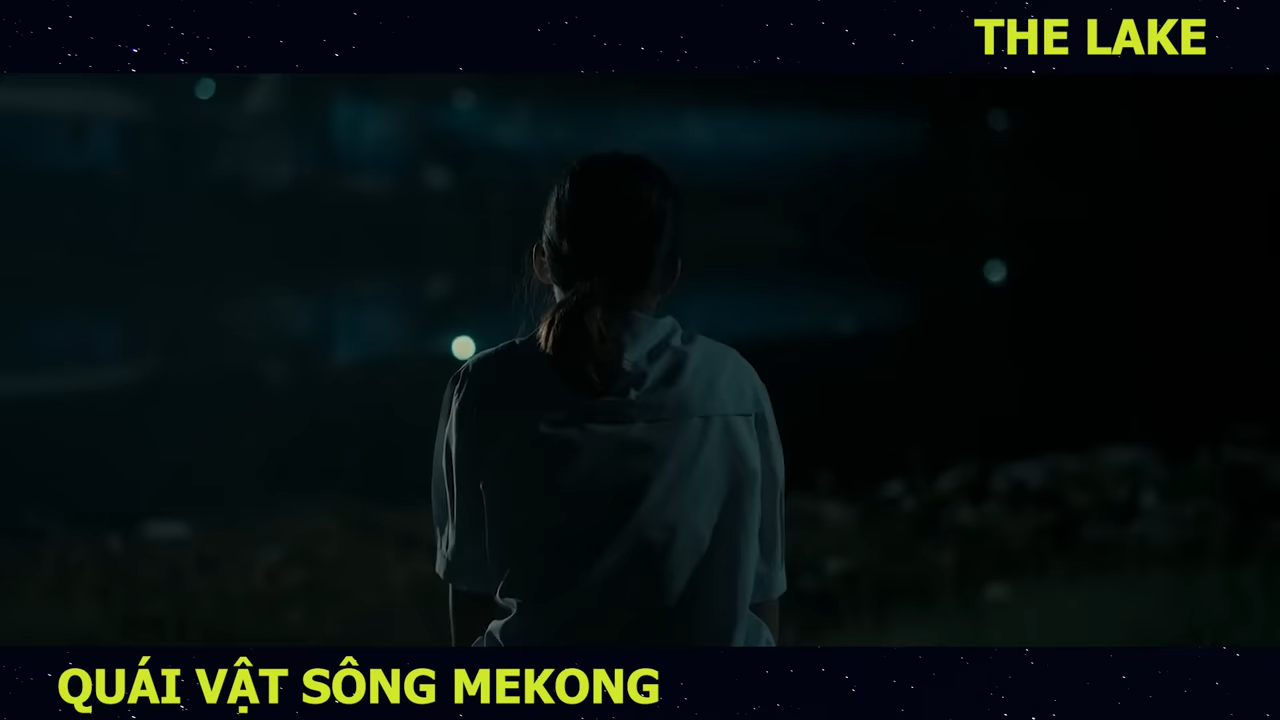 THE LAKE
QUÁI VẬT SÔNG MEKONG